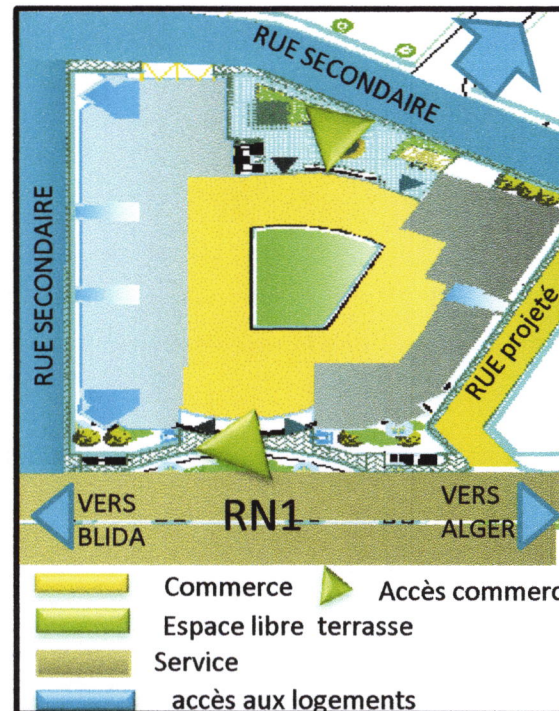 RUE SECONDAIRE
RUE SECONDAIRE
RUE projeté
VERS
BLIDA
RN1
VERS
ALGER
Commerce Accès commerc
Espace libre terrasse
Service
accès aux logements